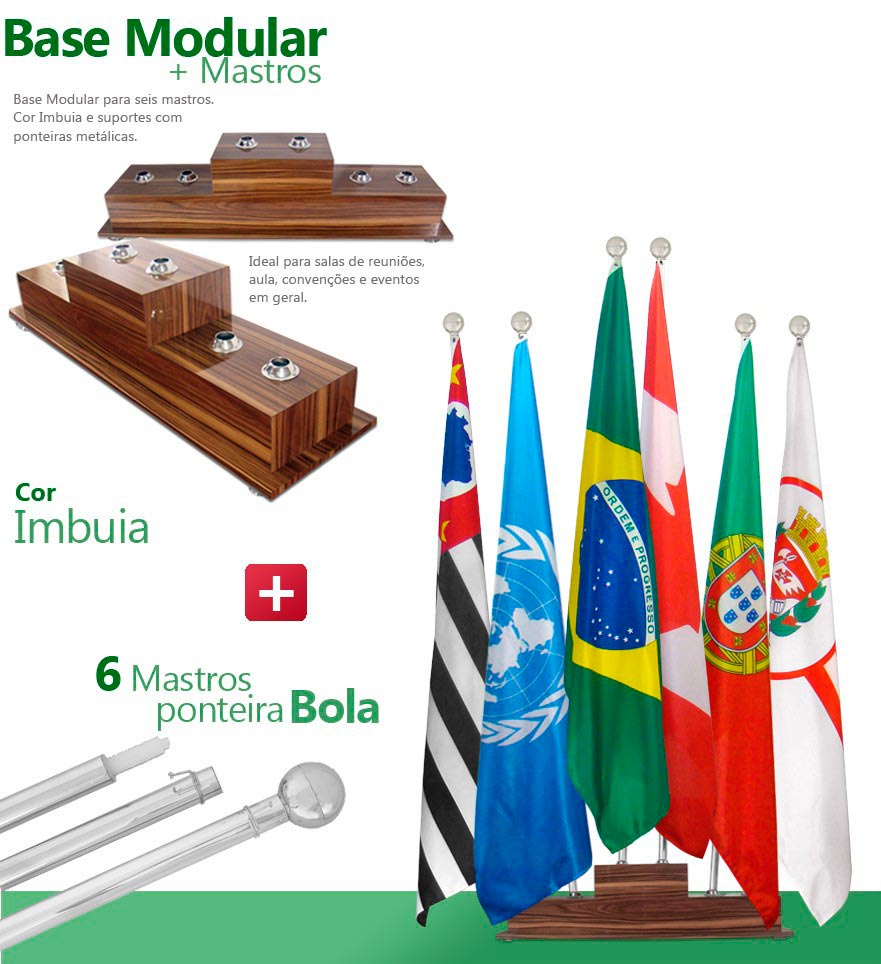 Base Modular
+ Mastros
Base Modular para seis mastros.
Cor Imbuia e suportes com
ponteiras metálicas.
Ideal para salas de reuniões,
aula, convenções e eventos
em geral.
Cor
Imbuia
+
6 Mastros
ponteira Bola
ORDEM E PROGRESSO